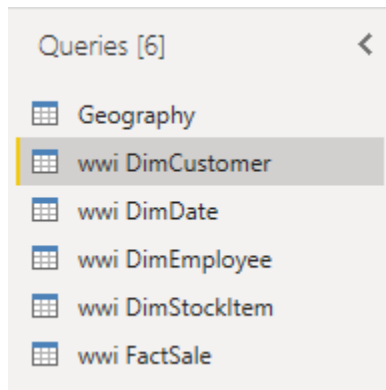 Queries [6]
Geography
wwi DimCustomer
wwi DimDate
wwi DimEmployee
wwi DimStockItem
wwi FactSale